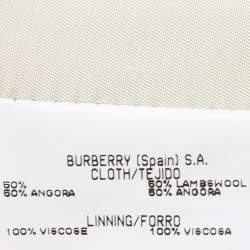 BURBERRY (Spain) S.A.
CLOTH/TEJIDO
50% 50% LAMBSWOOL
50% ANGORA 50% ANGORA
LINNING/FORRO
100% VISCOSE 100% VISCOSA